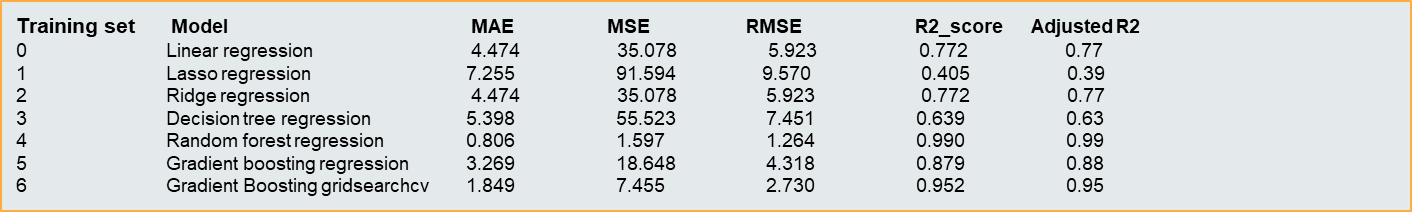 Training set Model MAE MSE RMSE R2_score Adjusted R2
0 Linear regression 4.474 35.078 5.923 0.772 0.77
1 Lasso regression 7.255 91.594 9.570 0.405 0.39
2 Ridge regression 4.474 35.078 5.923 0.772 0.77
3 Decision tree regression 5.398 55.523 7.451 0.639 0.63
4 Random forest regression 0.806 1.597 1.264 0.990 0.99
5 Gradient boosting regression 3.269 18.648 4.318 0.879 0.88
6 Gradient Boosting gridsearchcv 1.849 7.455 2.730 0.952 0.95